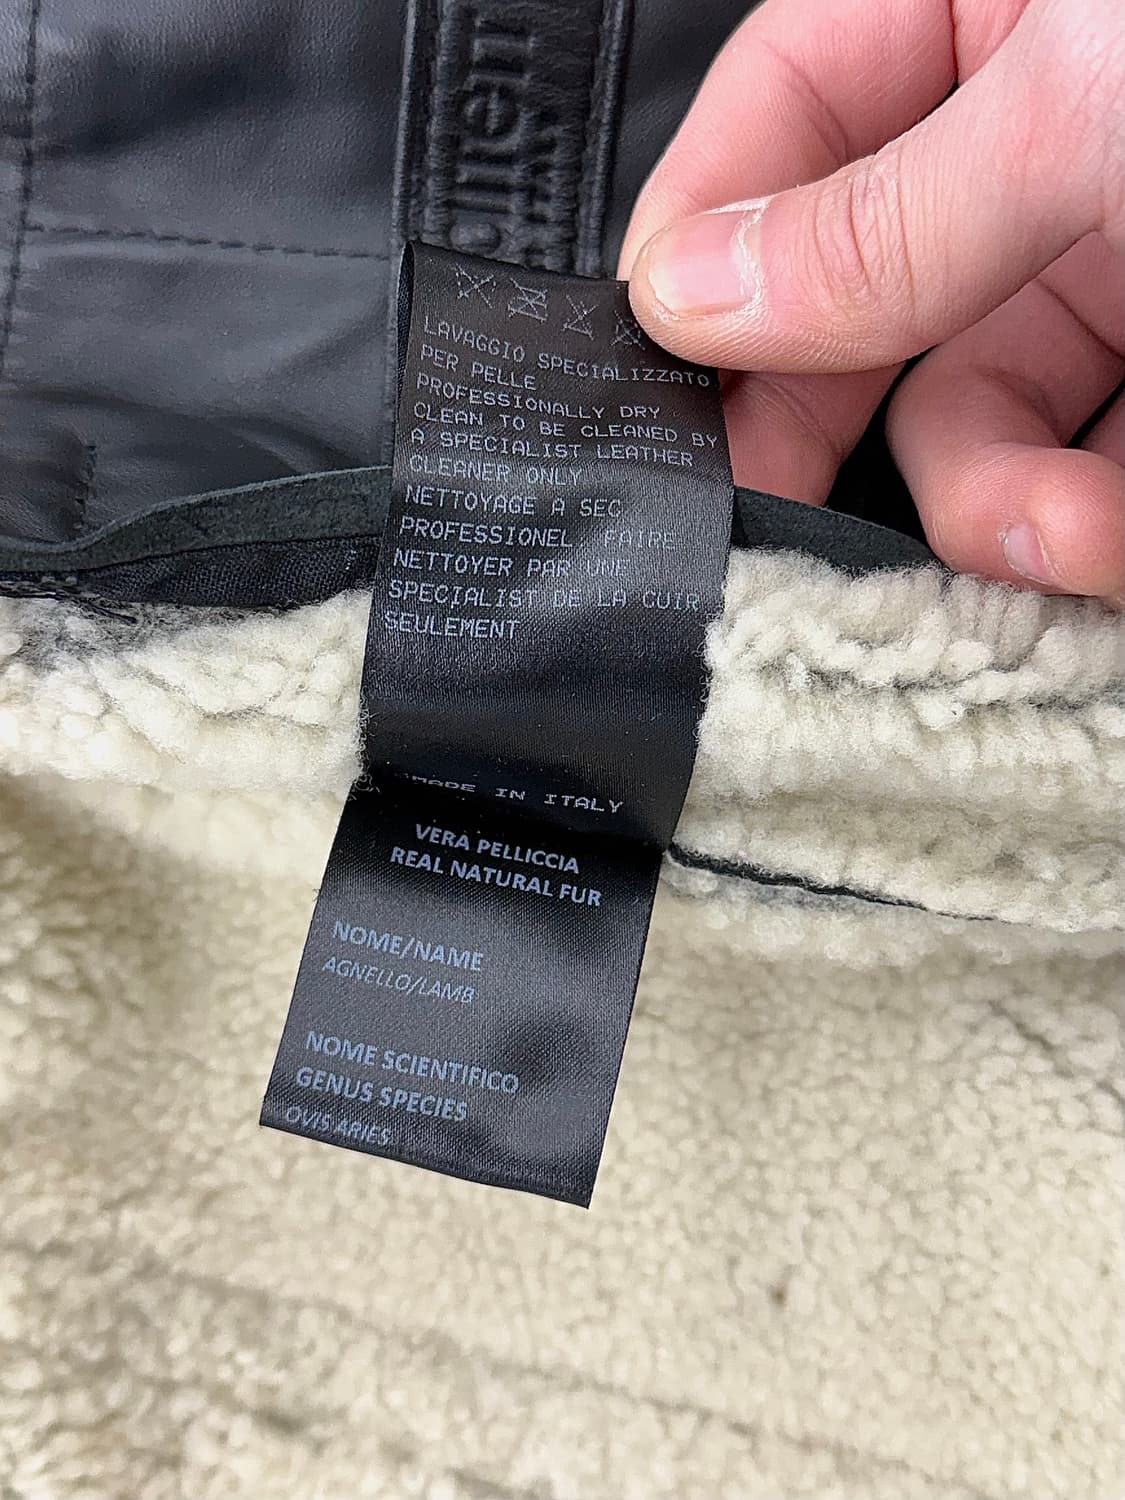 LAVAGGIO SPECIALIZZATO
PER PELLE
PROFESSIONALLY DRY
CLEAN TO BE CLEANED BY
A SPECIALIST LEATHER
CLEANER ONLY
NETTOYAGE A SEC
PROFESSIONEL FAIRE
NETTOYER PAR UNE
SPECIALIST DE LA CUIR
SEULEMENT
MADE IN ITALY
VERA PELLICCIA
REAL NATURAL FUR
NOME/NAME
AGNELLO/LAMB
NOME SCIENTIFICO
GENUS SPECIES
OVIS ARIES